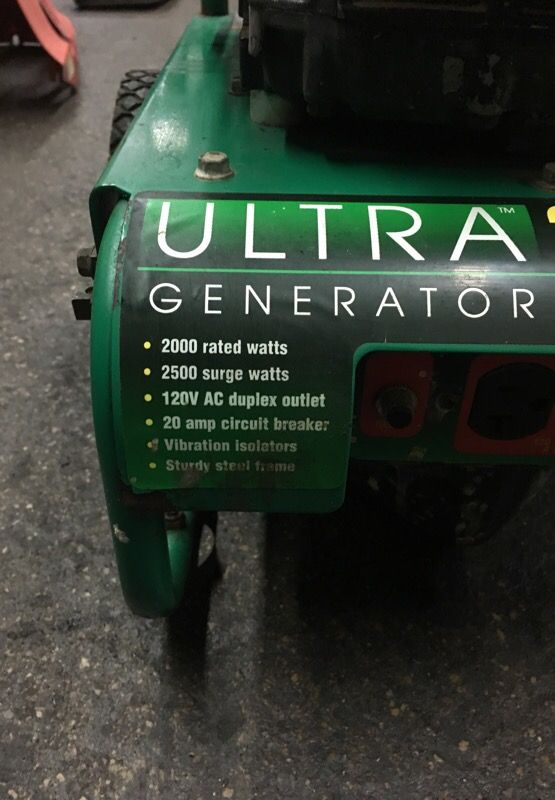 ULTRA™
GENERATOR
• 2000 rated watts
• 2500 surge watts
• 120V AC duplex outlet
• 20 amp circuit breaker
• Vibration isolators
• Sturdy steel frame